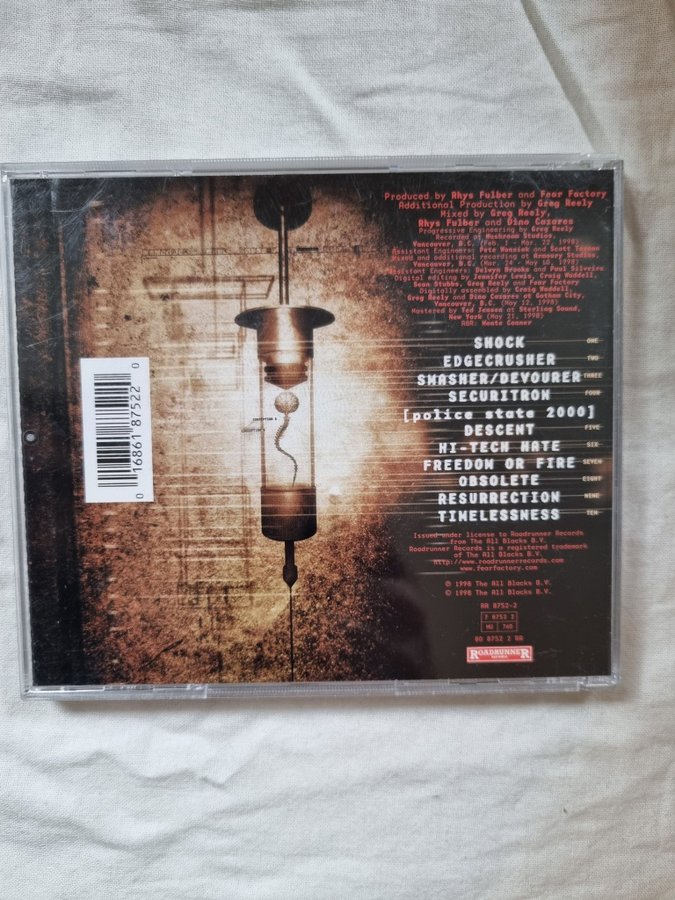 Produced by Rhys Fulber and Fear Factory
Additional Production by Greg Reely
Mixed by Greg Reely,
Rhys Fulber and Dino Cazares
Progressive Engineering by Greg Reely
Recorded at Mushroom Studios,
Vancouver, B.C. (Feb. 1 - Mar. 22, 1998)
Assistant Engineers: Pete Wonsiak and Scott Ternan
Mixed and additional recording at Armoury Studios,
Vancouver, B.C. (Mar. 24 - May 10, 1998)
Assistant Engineers: Delwyn Brooks and Paul Silveira
Digital editing by Jennifer Lewis, Craig Waddell,
Sean Stubbs, Greg Reely and Fear Factory
Digitally assembled by Craig Waddell,
Greg Reely and Dino Cazares at Gotham City,
Vancouver, B.C. (May 12, 1998)
Mastered by Ted Jensen at Sterling Sound,
New York (May 21, 1998)
A&R: Monte Conner
SHOCK ONE
EDGECRUSHER TWO
SMASHER/DEVOURER THREE
SECURITRON FOUR
[police state 2000]
DESCENT FIVE
HI-TECH HATE SIX
FREEDOM OR FIRE SEVEN
OBSOLETE EIGHT
RESURRECTION NINE
TIMELESSNESS TEN
Issued under license to Roadrunner Records
from The All Blacks B.V.
Roadrunner Records is a registered trademark
of The All Blacks B.V.
http://www.roadrunnerrecords.com
www.fearfactory.com
℗ 1998 The All Blacks B.V.
© 1998 The All Blacks B.V.
RR 8752-2
ROADRUNNER
RECORDS
0 16861 87522 0
CONCEPTION 1